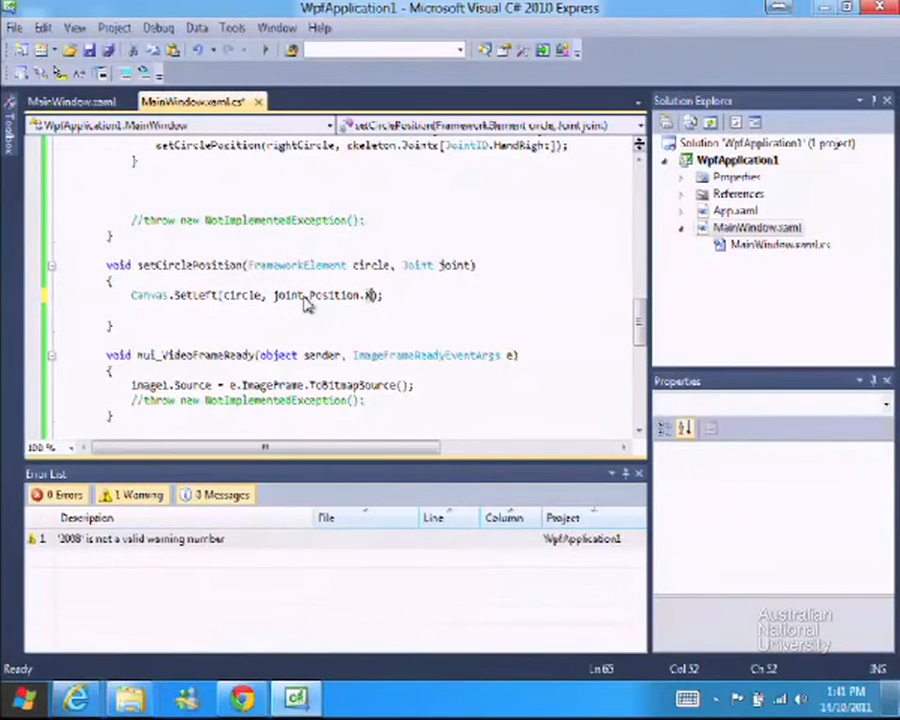 WpfApplication1 - Microsoft Visual C# 2010 Express
File Edit View Project Debug Data Tools Window Help
MainWindow.xaml MainWindow.xaml.cs*
WpfApplication1.MainWindow setCirclePosition(FrameworkElement circle, Joint joint)
Toolbox
setCirclePosition(rightCircle, skeleton.Joints[JointID.HandRight]);
}
//throw new NotImplementedException();
}
void setCirclePosition(FrameworkElement circle, Joint joint)
{
Canvas.SetLeft(circle, joint.Position.X);
}
void nui_VideoFrameReady(object sender, ImageFrameReadyEventArgs e)
{
image1.Source = e.ImageFrame.ToBitmapSource();
//throw new NotImplementedException();
}
100 %
Solution Explorer
Solution 'WpfApplication1' (1 project)
WpfApplication1
Properties
References
App.xaml
MainWindow.xaml
MainWindow.xaml.cs
Properties
Error List
0 Errors 1 Warning 0 Messages
Description File Line Column Project
1 '2008' is not a valid warning number WpfApplication1
Australian
National
University
Ready Ln 65 Col 52 Ch 52 INS
1:41 PM
14/10/2011